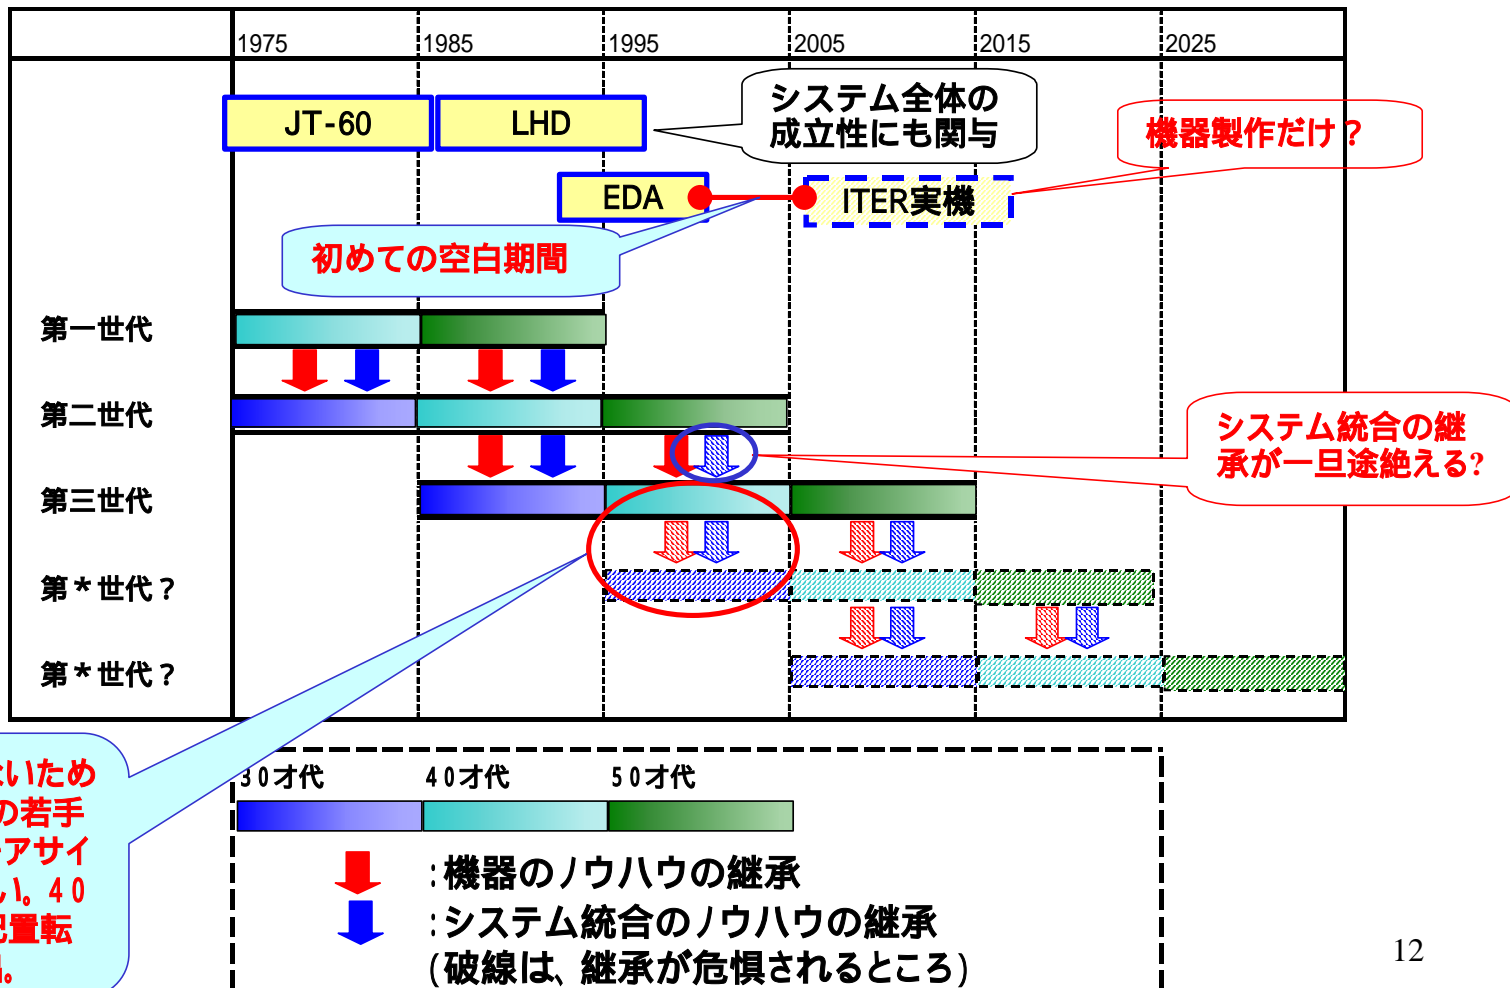 1975 1985 1995 2005 2015 2025
JT-60
LHD
システム全体の
成立性にも関与
機器製作だけ？
EDA
ITER実機
初めての空白期間
第一世代
第二世代
システム統合の継
承が一旦途絶える?
第三世代
第＊世代？
第＊世代？
いため
の若手
アサイ
い。４０
置転
。
３０才代 ４０才代 ５０才代
:機器のノウハウの継承
:システム統合のノウハウの継承
(破線は、継承が危惧されるところ)
12